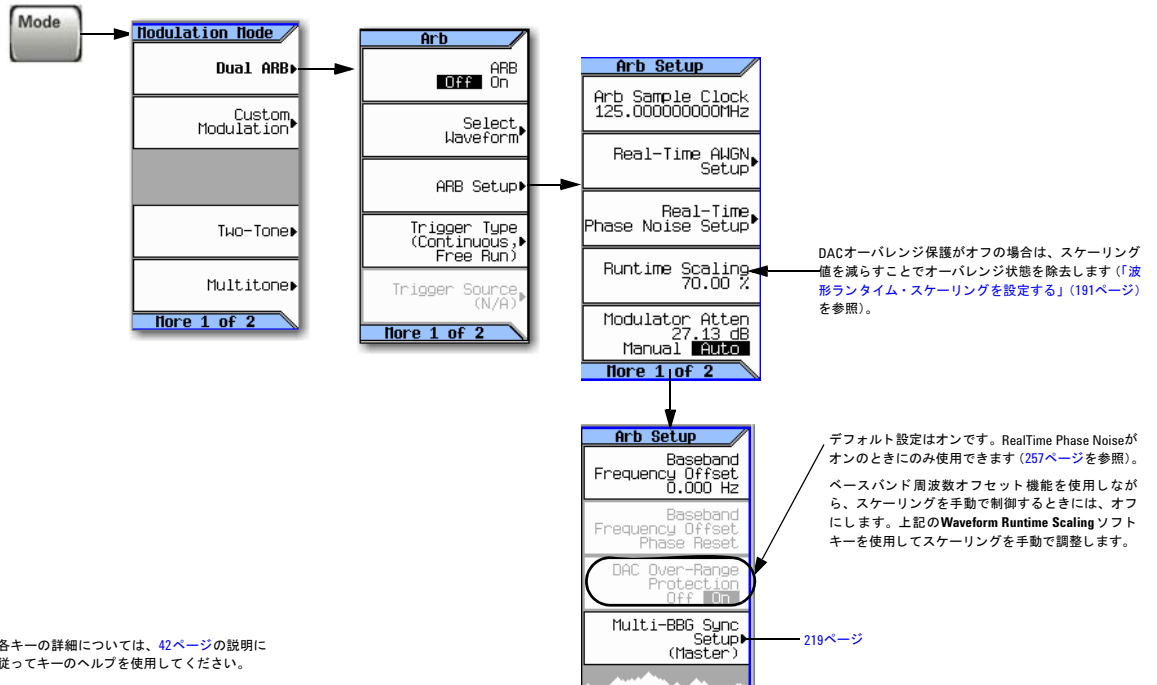 Mode
Modulation Mode
Dual ARB
Custom
Modulation
Two-Tone
Multitone
More 1 of 2
Arb
ARB
Off On
Select
Waveform
ARB Setup
Trigger Type
(Continuous,
Free Run)
Trigger Source
(N/A)
More 1 of 2
Arb Setup
Arb Sample Clock
125.000000000MHz
Real-Time AWGN
Setup
Real-Time
Phase Noise Setup
Runtime Scaling
70.00 %
Modulator Atten
27.13 dB
Manual Auto
More 1 of 2
DACオーバレンジ保護がオフの場合は、スケーリング
値を減らすことでオーバレンジ状態を除去します(「波
形ランタイム・スケーリングを設定する」(191ページ)
を参照)。
Arb Setup
Baseband
Frequency Offset
0.000 Hz
Baseband
Frequency Offset
Phase Reset
DAC Over-Range
Protection
Off On
Multi-BBG Sync
Setup
(Master)
デフォルト設定はオンです。RealTime Phase Noiseが
オンのときにのみ使用できます(257ページを参照)。
ベースバンド周波数オフセット機能を使用しなが
ら、スケーリングを手動で制御するときには、オフ
にします。上記のWaveform Runtime Scalingソフト
キーを使用してスケーリングを手動で調整します。
219ページ
各キーの詳細については、42ページの説明に
従ってキーのヘルプを使用してください。